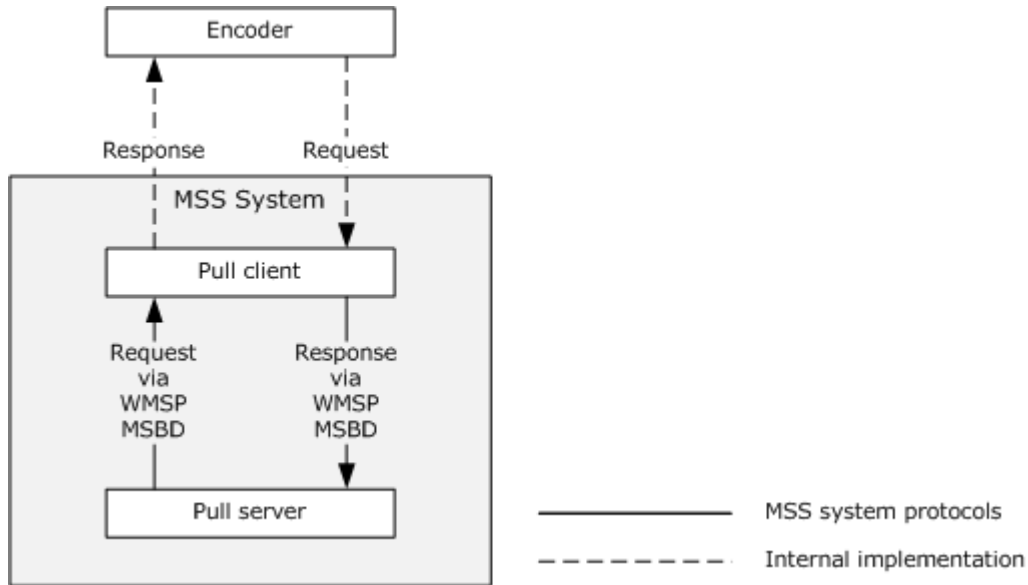 Encoder
Response
Request
MSS System
Pull client
Request
via
WMSP
MSBD
Response
via
WMSP
MSBD
Pull server
MSS system protocols
Internal implementation